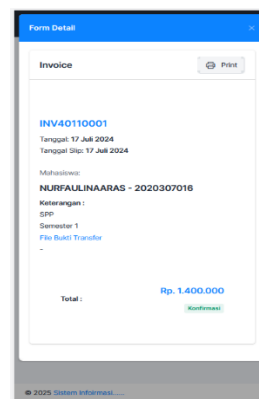 Form Detail ×
Invoice
Print
INV40110001
Tanggal: 17 Juli 2024
Tanggal Slip: 17 Juli 2024
Mahasiswa:
NURFAULINAARAS - 2020307016
Keterangan :
SPP
Semester 1
File Bukti Transfer
-
Total : Rp. 1.400.000
Konfirmasi
© 2025 Sistem Informasi.....